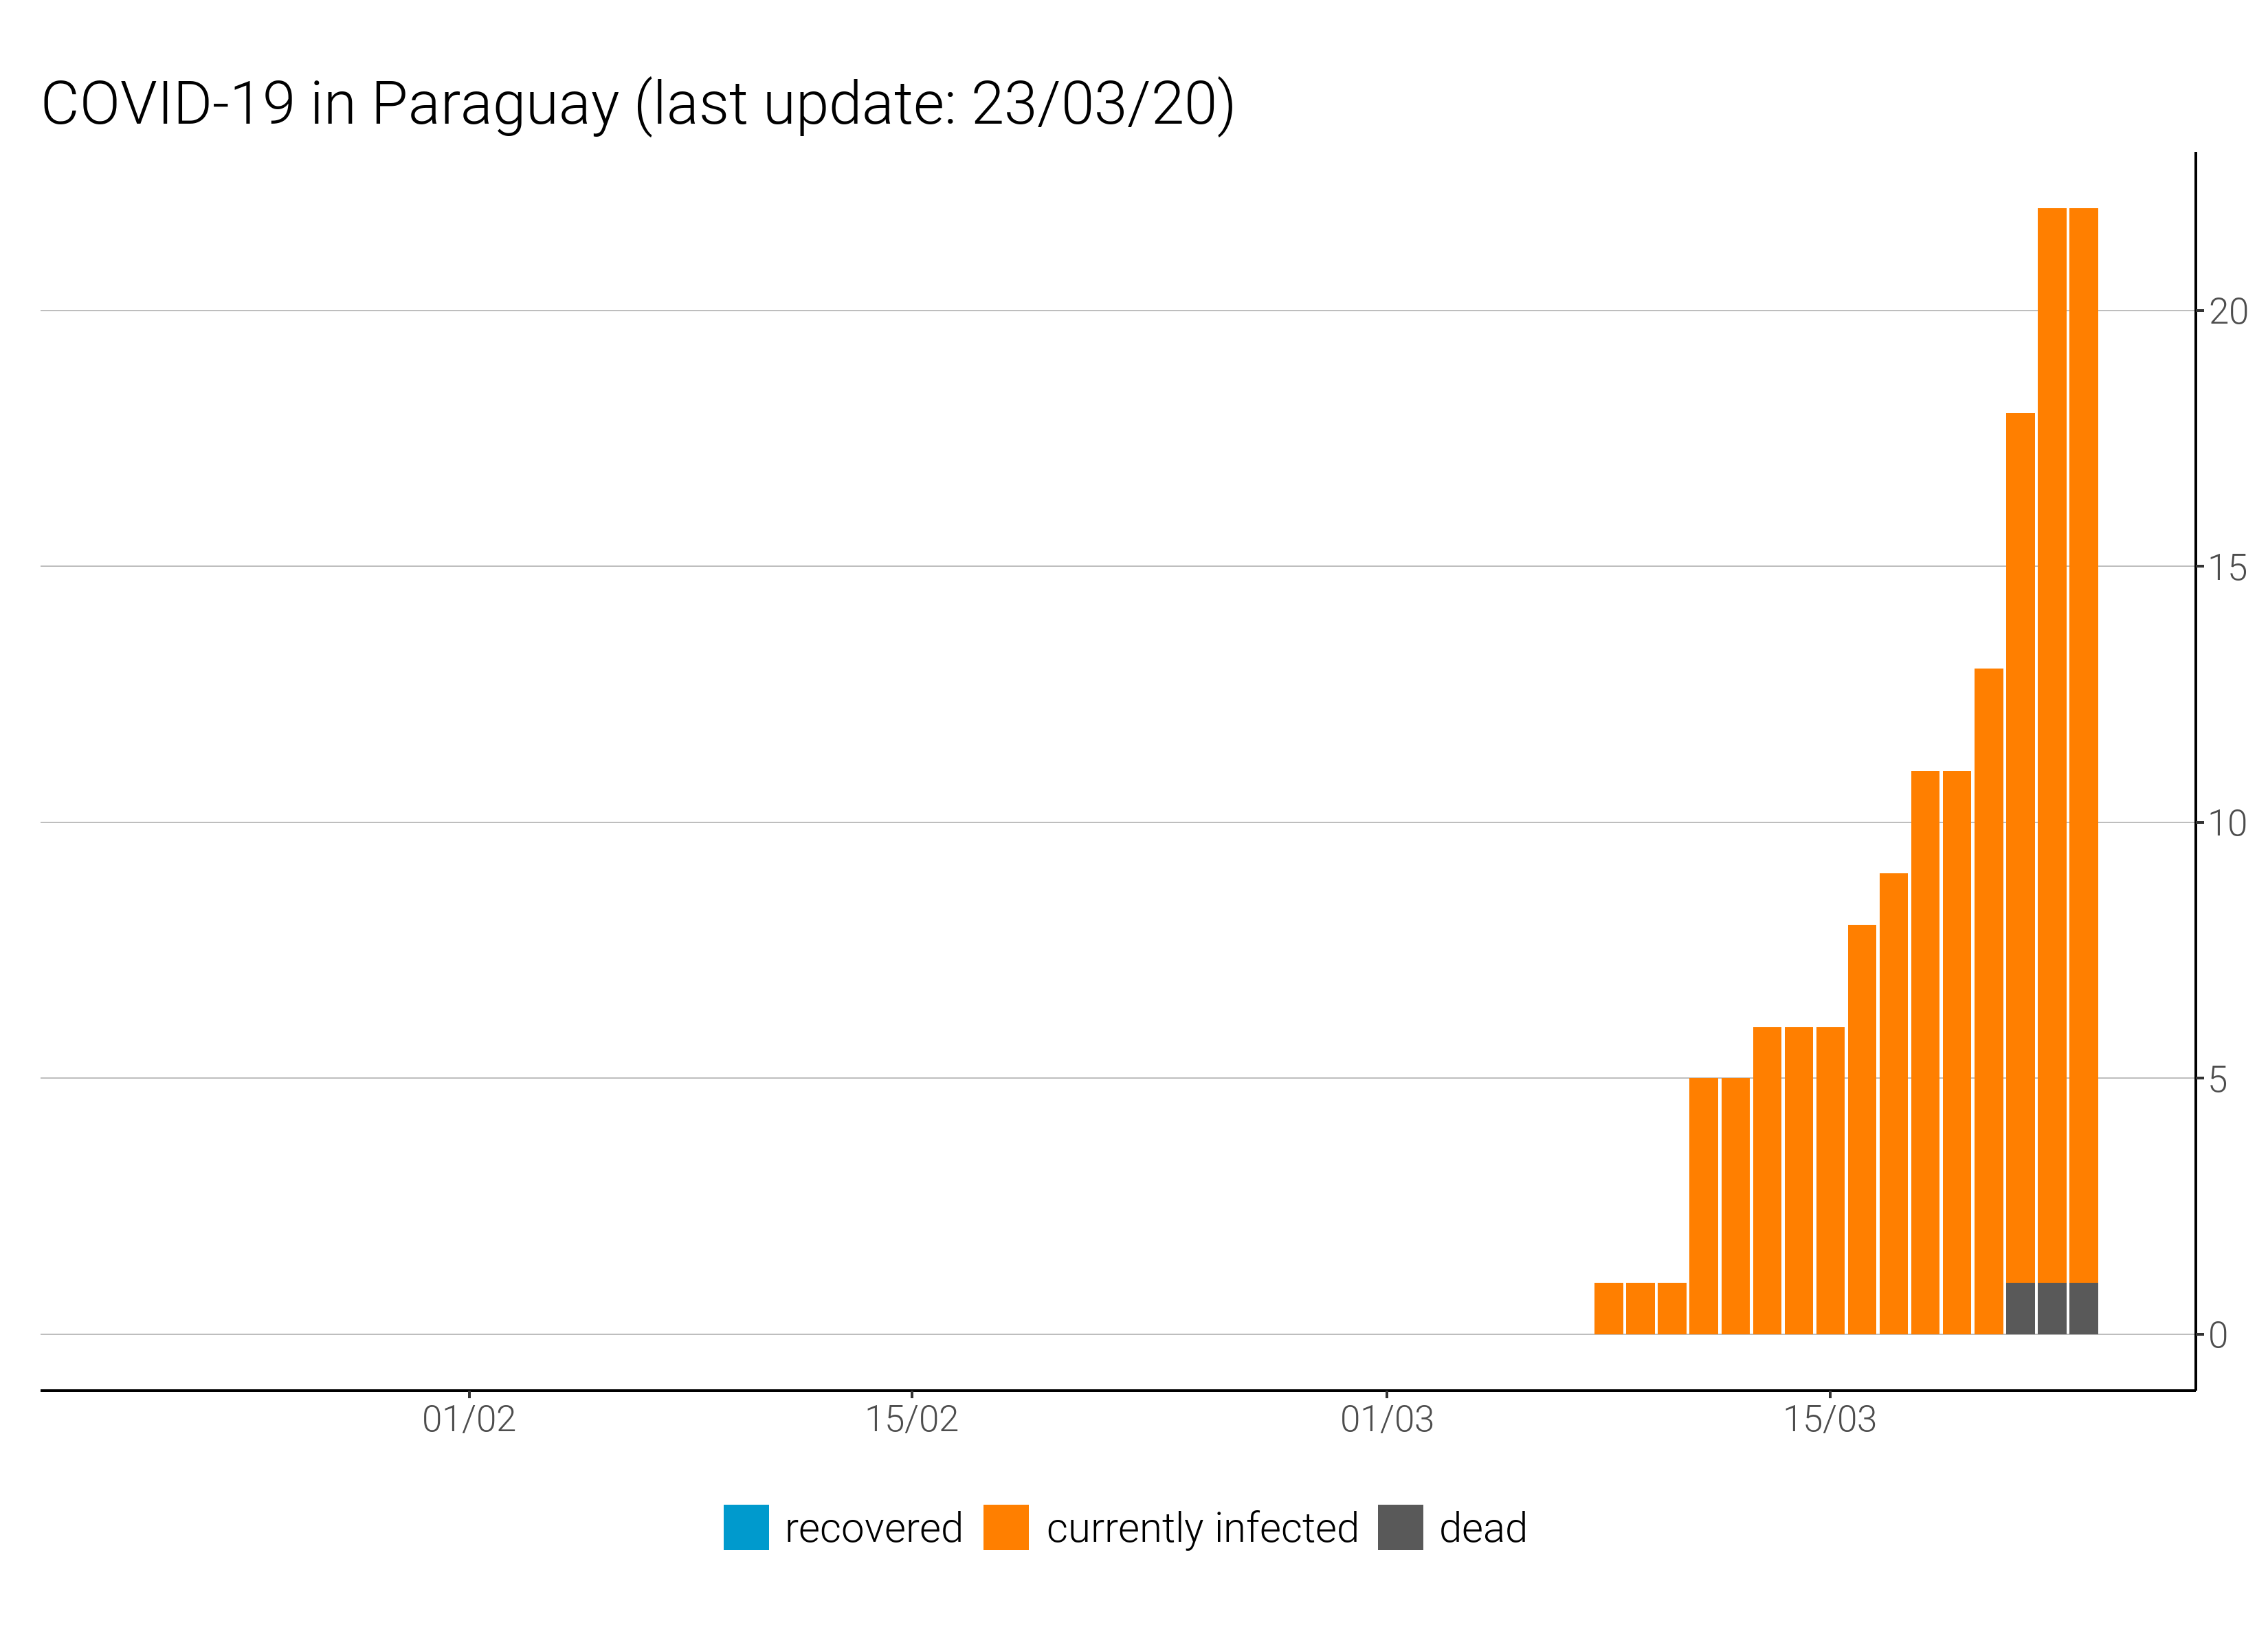 COVID-19 in Paraguay (last update: 23/03/20)
20
15
10
5
0
01/02 15/02 01/03 15/03
recovered currently infected dead